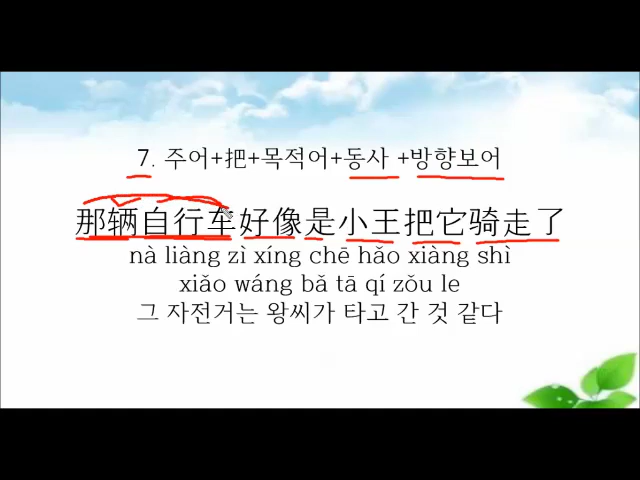 7. 주어+把+목적어+동사 +방향보어
那辆自行车好像是小王把它骑走了
nà liàng zì xíng chē hǎo xiàng shì
xiǎo wáng bǎ tā qí zǒu le
그 자전거는 왕씨가 타고 간 것 같다